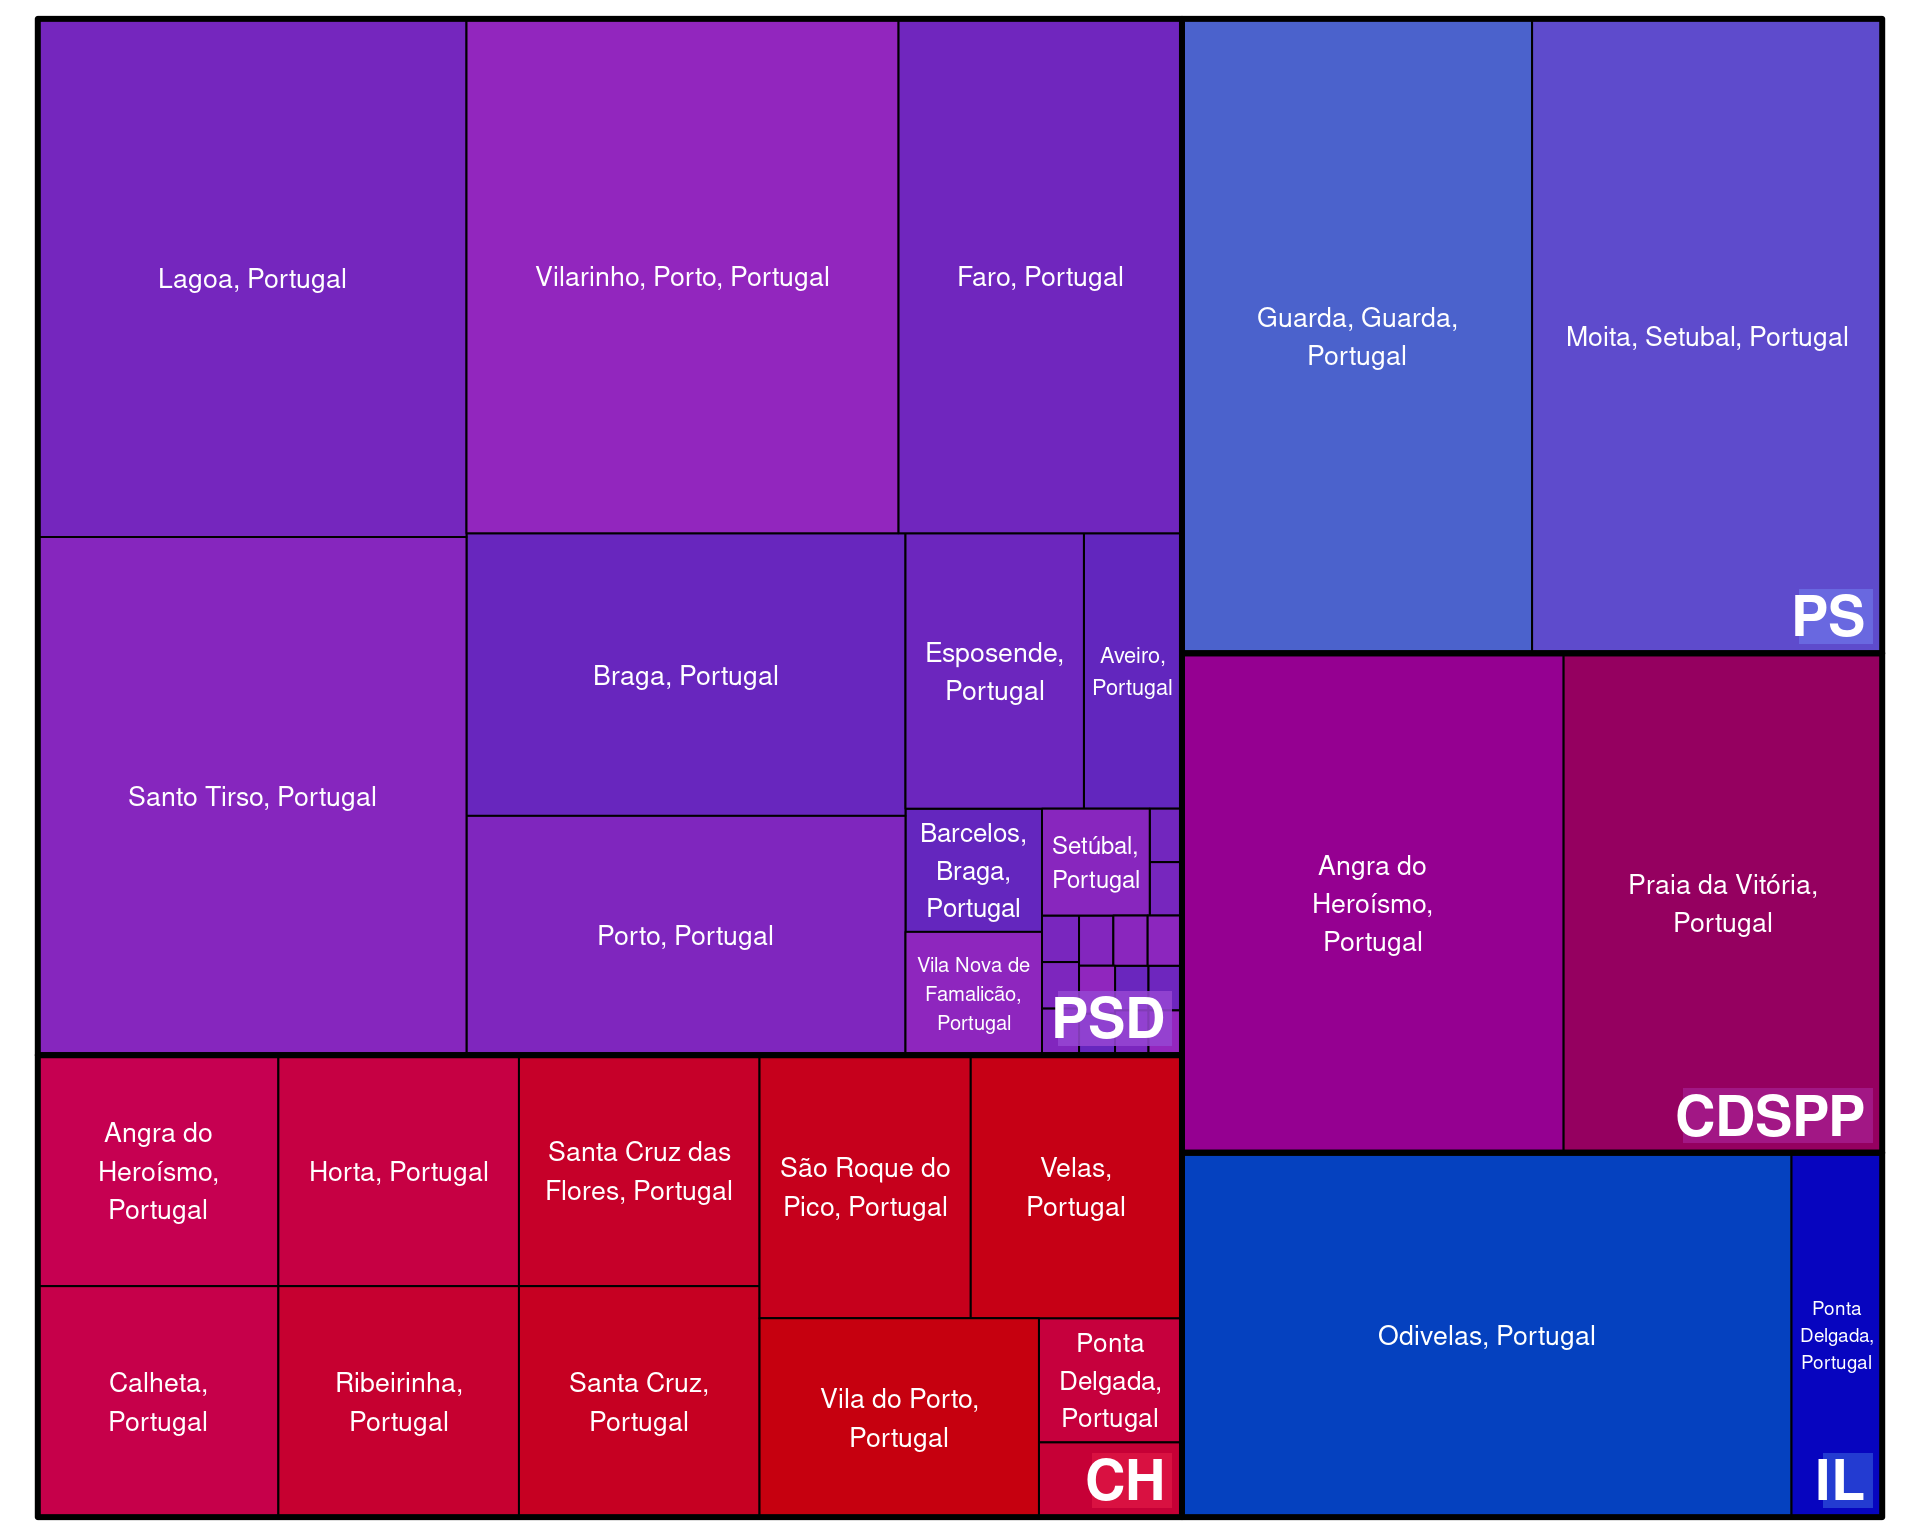 Lagoa, Portugal
Vilarinho, Porto, Portugal
Faro, Portugal
Santo Tirso, Portugal
Braga, Portugal
Esposende,
Portugal
Aveiro,
Portugal
Porto, Portugal
Barcelos,
Braga,
Portugal
Setúbal,
Portugal
Vila Nova de
Famalicão,
Portugal
PSD
Guarda, Guarda,
Portugal
Moita, Setubal, Portugal
PS
Angra do
Heroísmo,
Portugal
Praia da Vitória,
Portugal
CDSPP
Angra do
Heroísmo,
Portugal
Horta, Portugal
Santa Cruz das
Flores, Portugal
São Roque do
Pico, Portugal
Velas,
Portugal
Calheta,
Portugal
Ribeirinha,
Portugal
Santa Cruz,
Portugal
Vila do Porto,
Portugal
Ponta
Delgada,
Portugal
CH
Odivelas, Portugal
Ponta
Delgada,
Portugal
IL